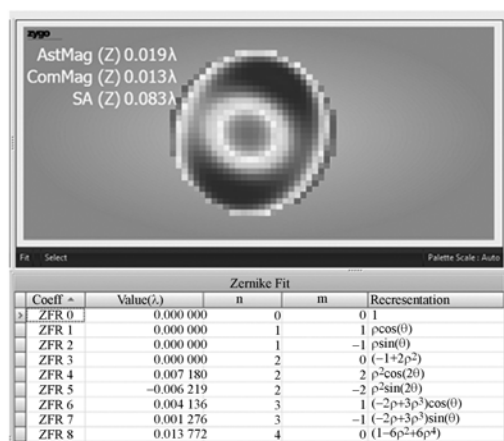 zygo
AstMag (Z) 0.019λ
ComMag (Z) 0.013λ
SA (Z) 0.083λ
Fit Select Palette Scale : Auto
Zernike Fit
Coeff Value(λ) n m Recresentation
ZFR 0 0.000 000 0 0 1
ZFR 1 0.000 000 1 1 ρcos(θ)
ZFR 2 0.000 000 1 −1 ρsin(θ)
ZFR 3 0.000 000 2 0 (−1+2ρ²)
ZFR 4 0.007 180 2 2 ρ²cos(2θ)
ZFR 5 −0.006 219 2 −2 ρ²sin(2θ)
ZFR 6 0.004 136 3 1 (−2ρ+3ρ³)cos(θ)
ZFR 7 0.001 276 3 −1 (−2ρ+3ρ³)sin(θ)
ZFR 8 0.013 772 4 0 (1−6ρ²+6ρ⁴)